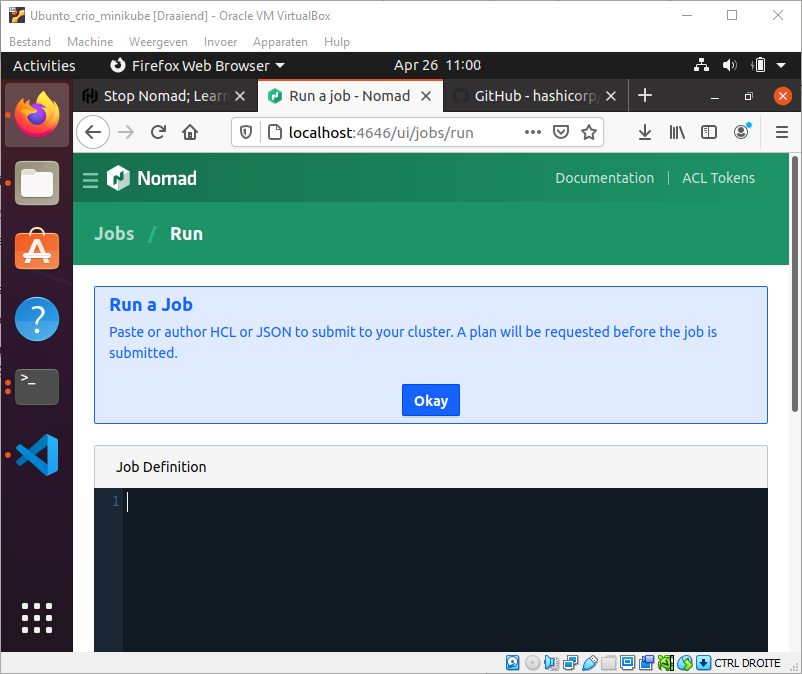 Ubunto_crio_minikube [Draaiend] - Oracle VM VirtualBox
Bestand Machine Weergeven Invoer Apparaten Hulp
Activities Firefox Web Browser Apr 26 11:00
Stop Nomad; Lear Run a job - Nomad GitHub - hashicorp/
localhost:4646/ui/jobs/run
Nomad Documentation | ACL Tokens
Jobs / Run
Run a Job
Paste or author HCL or JSON to submit to your cluster. A plan will be requested before the job is
submitted.
Okay
Job Definition
1
CTRL DROITE